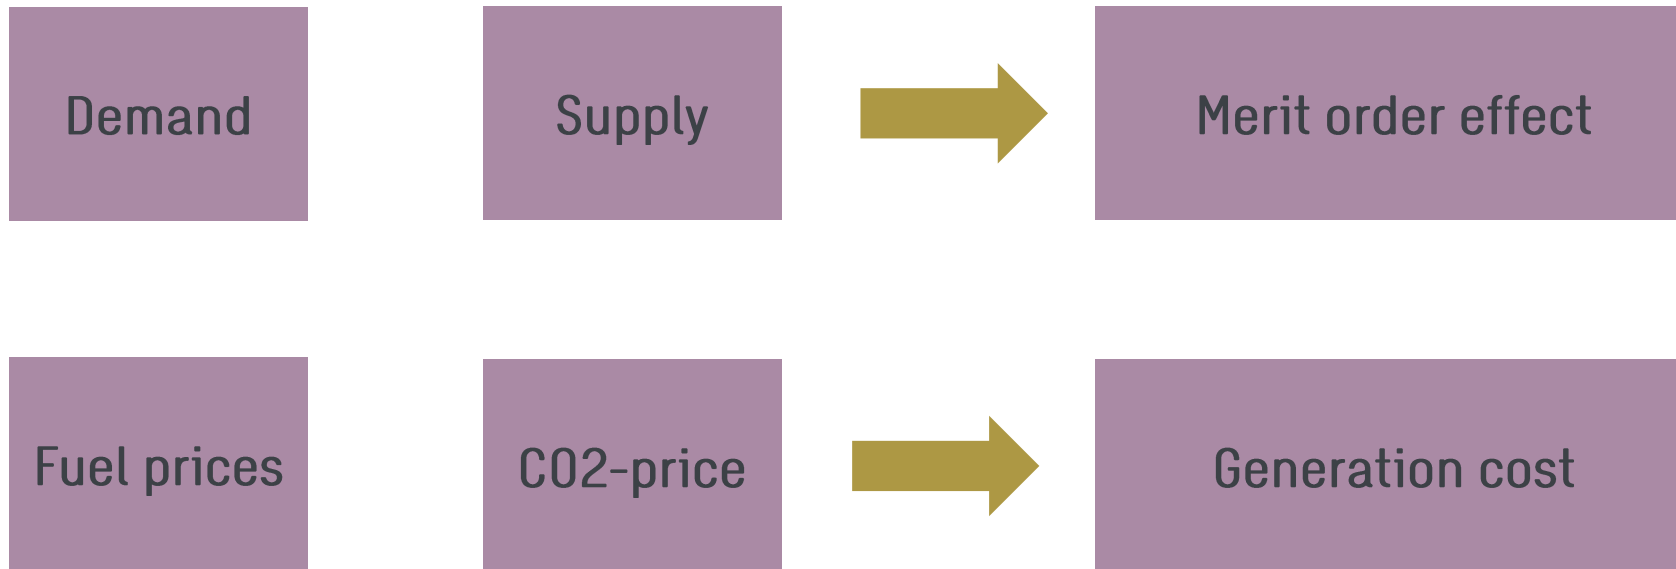 Demand
Supply
Merit order effect
Fuel prices
CO2-price
Generation cost